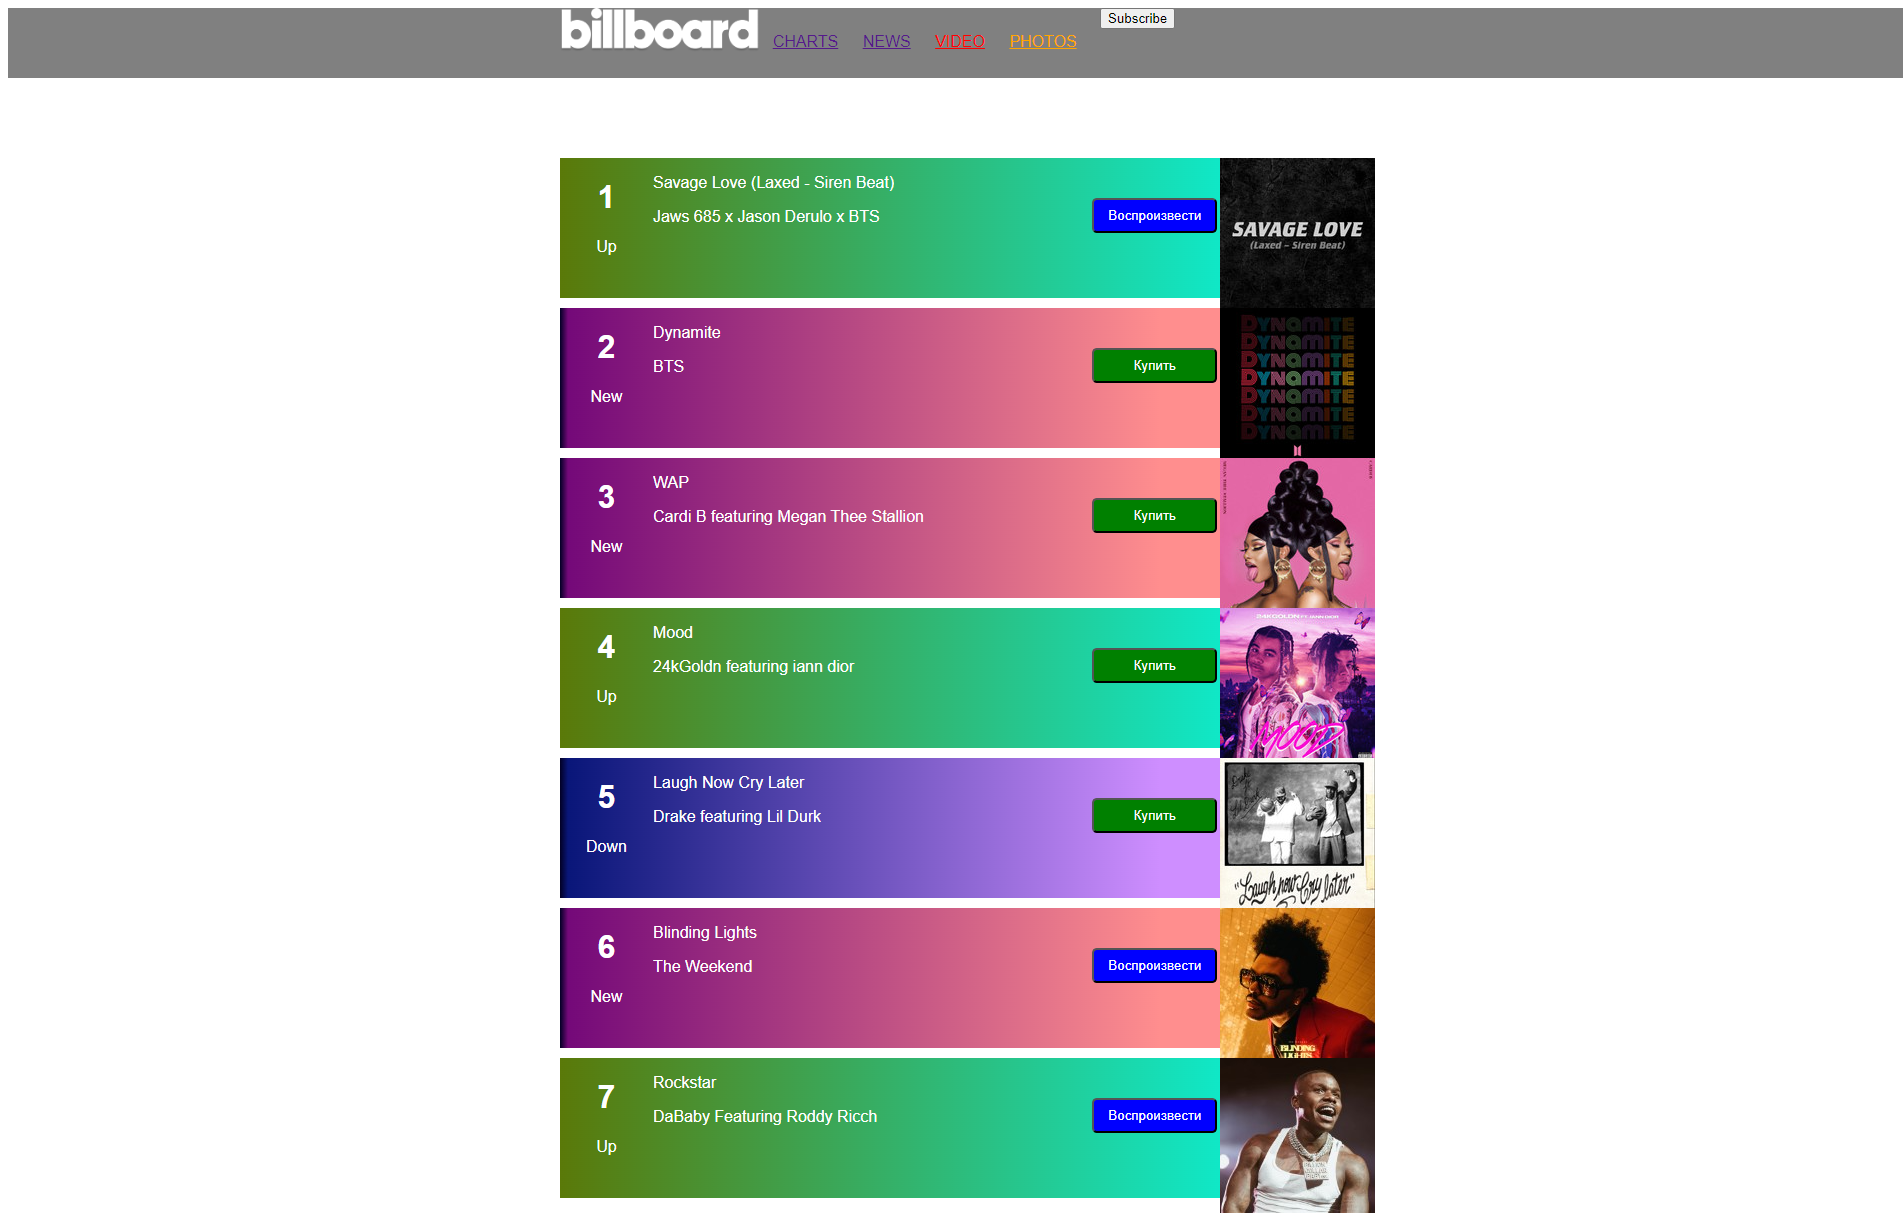 billboard
CHARTS NEWS VIDEO PHOTOS
Subscribe
1
Up
Savage Love (Laxed - Siren Beat)
Jaws 685 x Jason Derulo x BTS
Воспроизвести
SAVAGE LOVE
(Laxed – Siren Beat)
2
New
Dynamite
BTS
Купить
DYNAMITE
DYNAMITE
DYNAMITE
DYNAMITE
DYNAMITE
DYNAMITE
DYNAMITE
3
New
WAP
Cardi B featuring Megan Thee Stallion
Купить
4
Up
Mood
24kGoldn featuring iann dior
Купить
MOOD
5
Down
Laugh Now Cry Later
Drake featuring Lil Durk
Купить
"Laugh now Cry later"
6
New
Blinding Lights
The Weekend
Воспроизвести
BLINDING
LIGHTS
7
Up
Rockstar
DaBaby Featuring Roddy Ricch
Воспроизвести